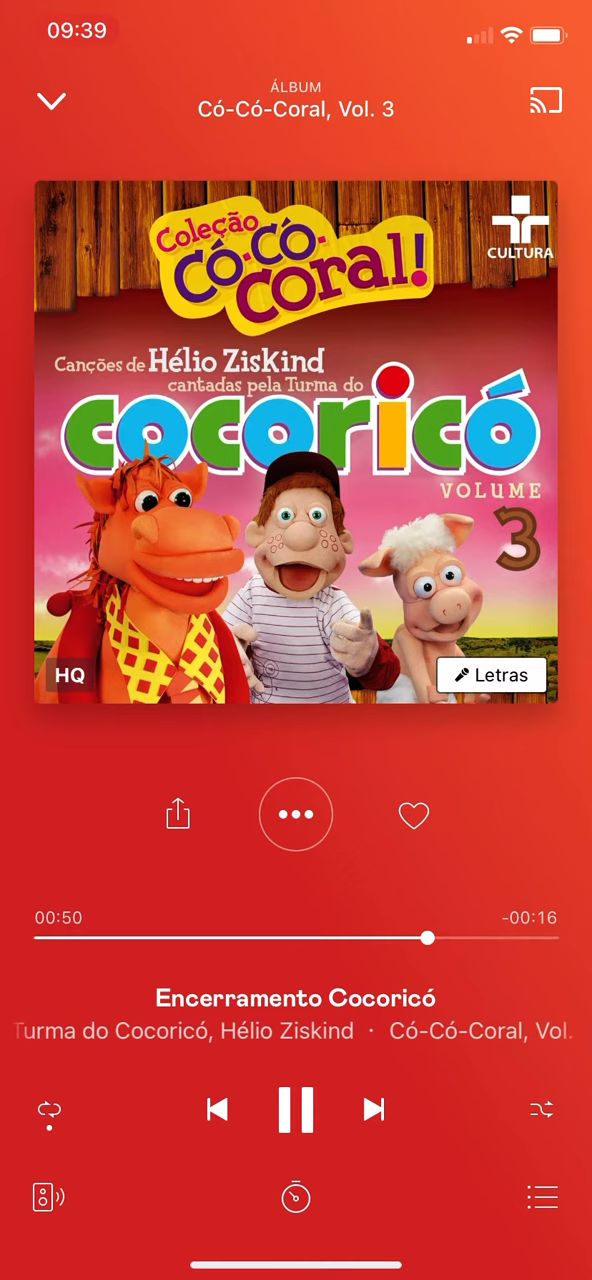 09:39
ÁLBUM
Có-Có-Coral, Vol. 3
Coleção
CÓ-CÓ-
CORAL!
CULTURA
Canções de Hélio Ziskind
cantadas pela Turma do
cocoricó
VOLUME
3
HQ
Letras
00:50
-00:16
Encerramento Cocoricó
Turma do Cocoricó, Hélio Ziskind · Có-Có-Coral, Vol.